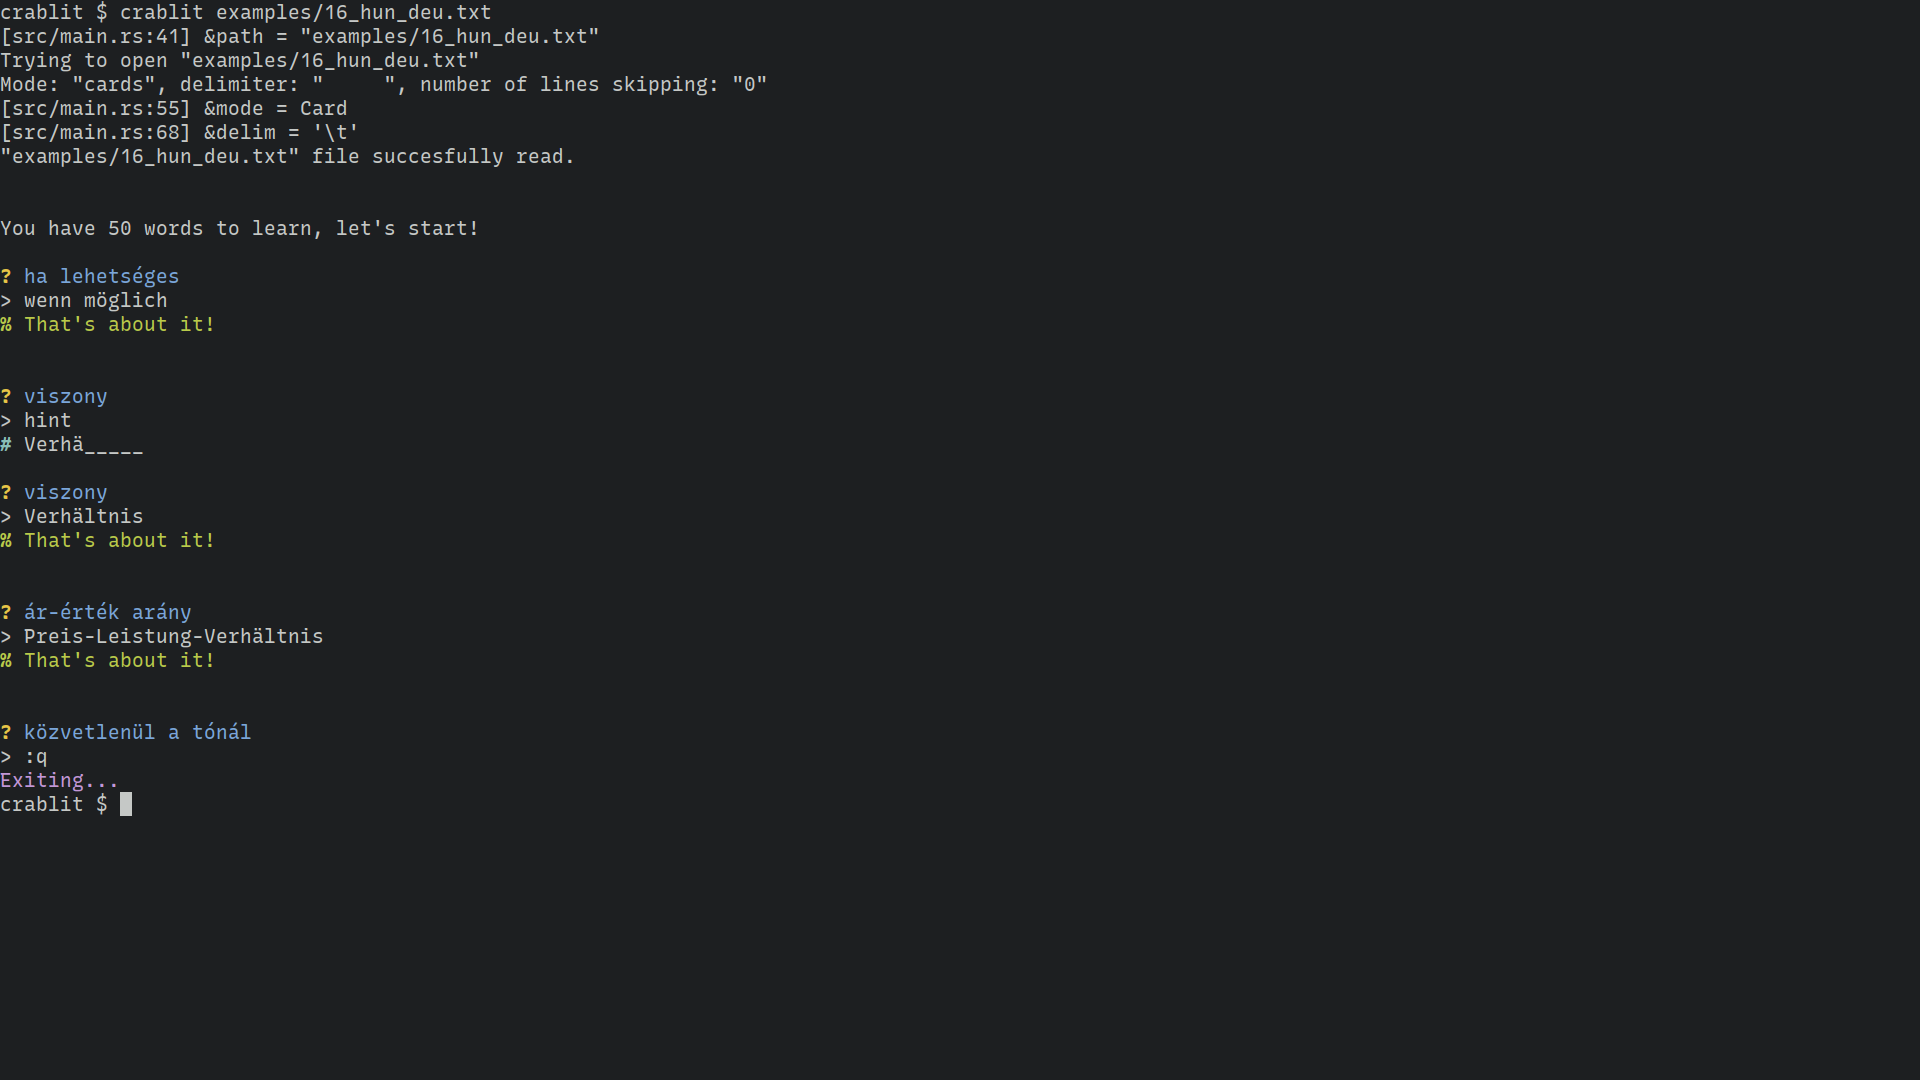 crablit $ crablit examples/16_hun_deu.txt
[src/main.rs:41] &path = "examples/16_hun_deu.txt"
Trying to open "examples/16_hun_deu.txt"
Mode: "cards", delimiter: "     ", number of lines skipping: "0"
[src/main.rs:55] &mode = Card
[src/main.rs:68] &delim = '\t'
"examples/16_hun_deu.txt" file succesfully read.
You have 50 words to learn, let's start!
? ha lehetséges
> wenn möglich
% That's about it!
? viszony
> hint
# Verhä_____
? viszony
> Verhältnis
% That's about it!
? ár-érték arány
> Preis-Leistung-Verhältnis
% That's about it!
? közvetlenül a tónál
> :q
Exiting...
crablit $